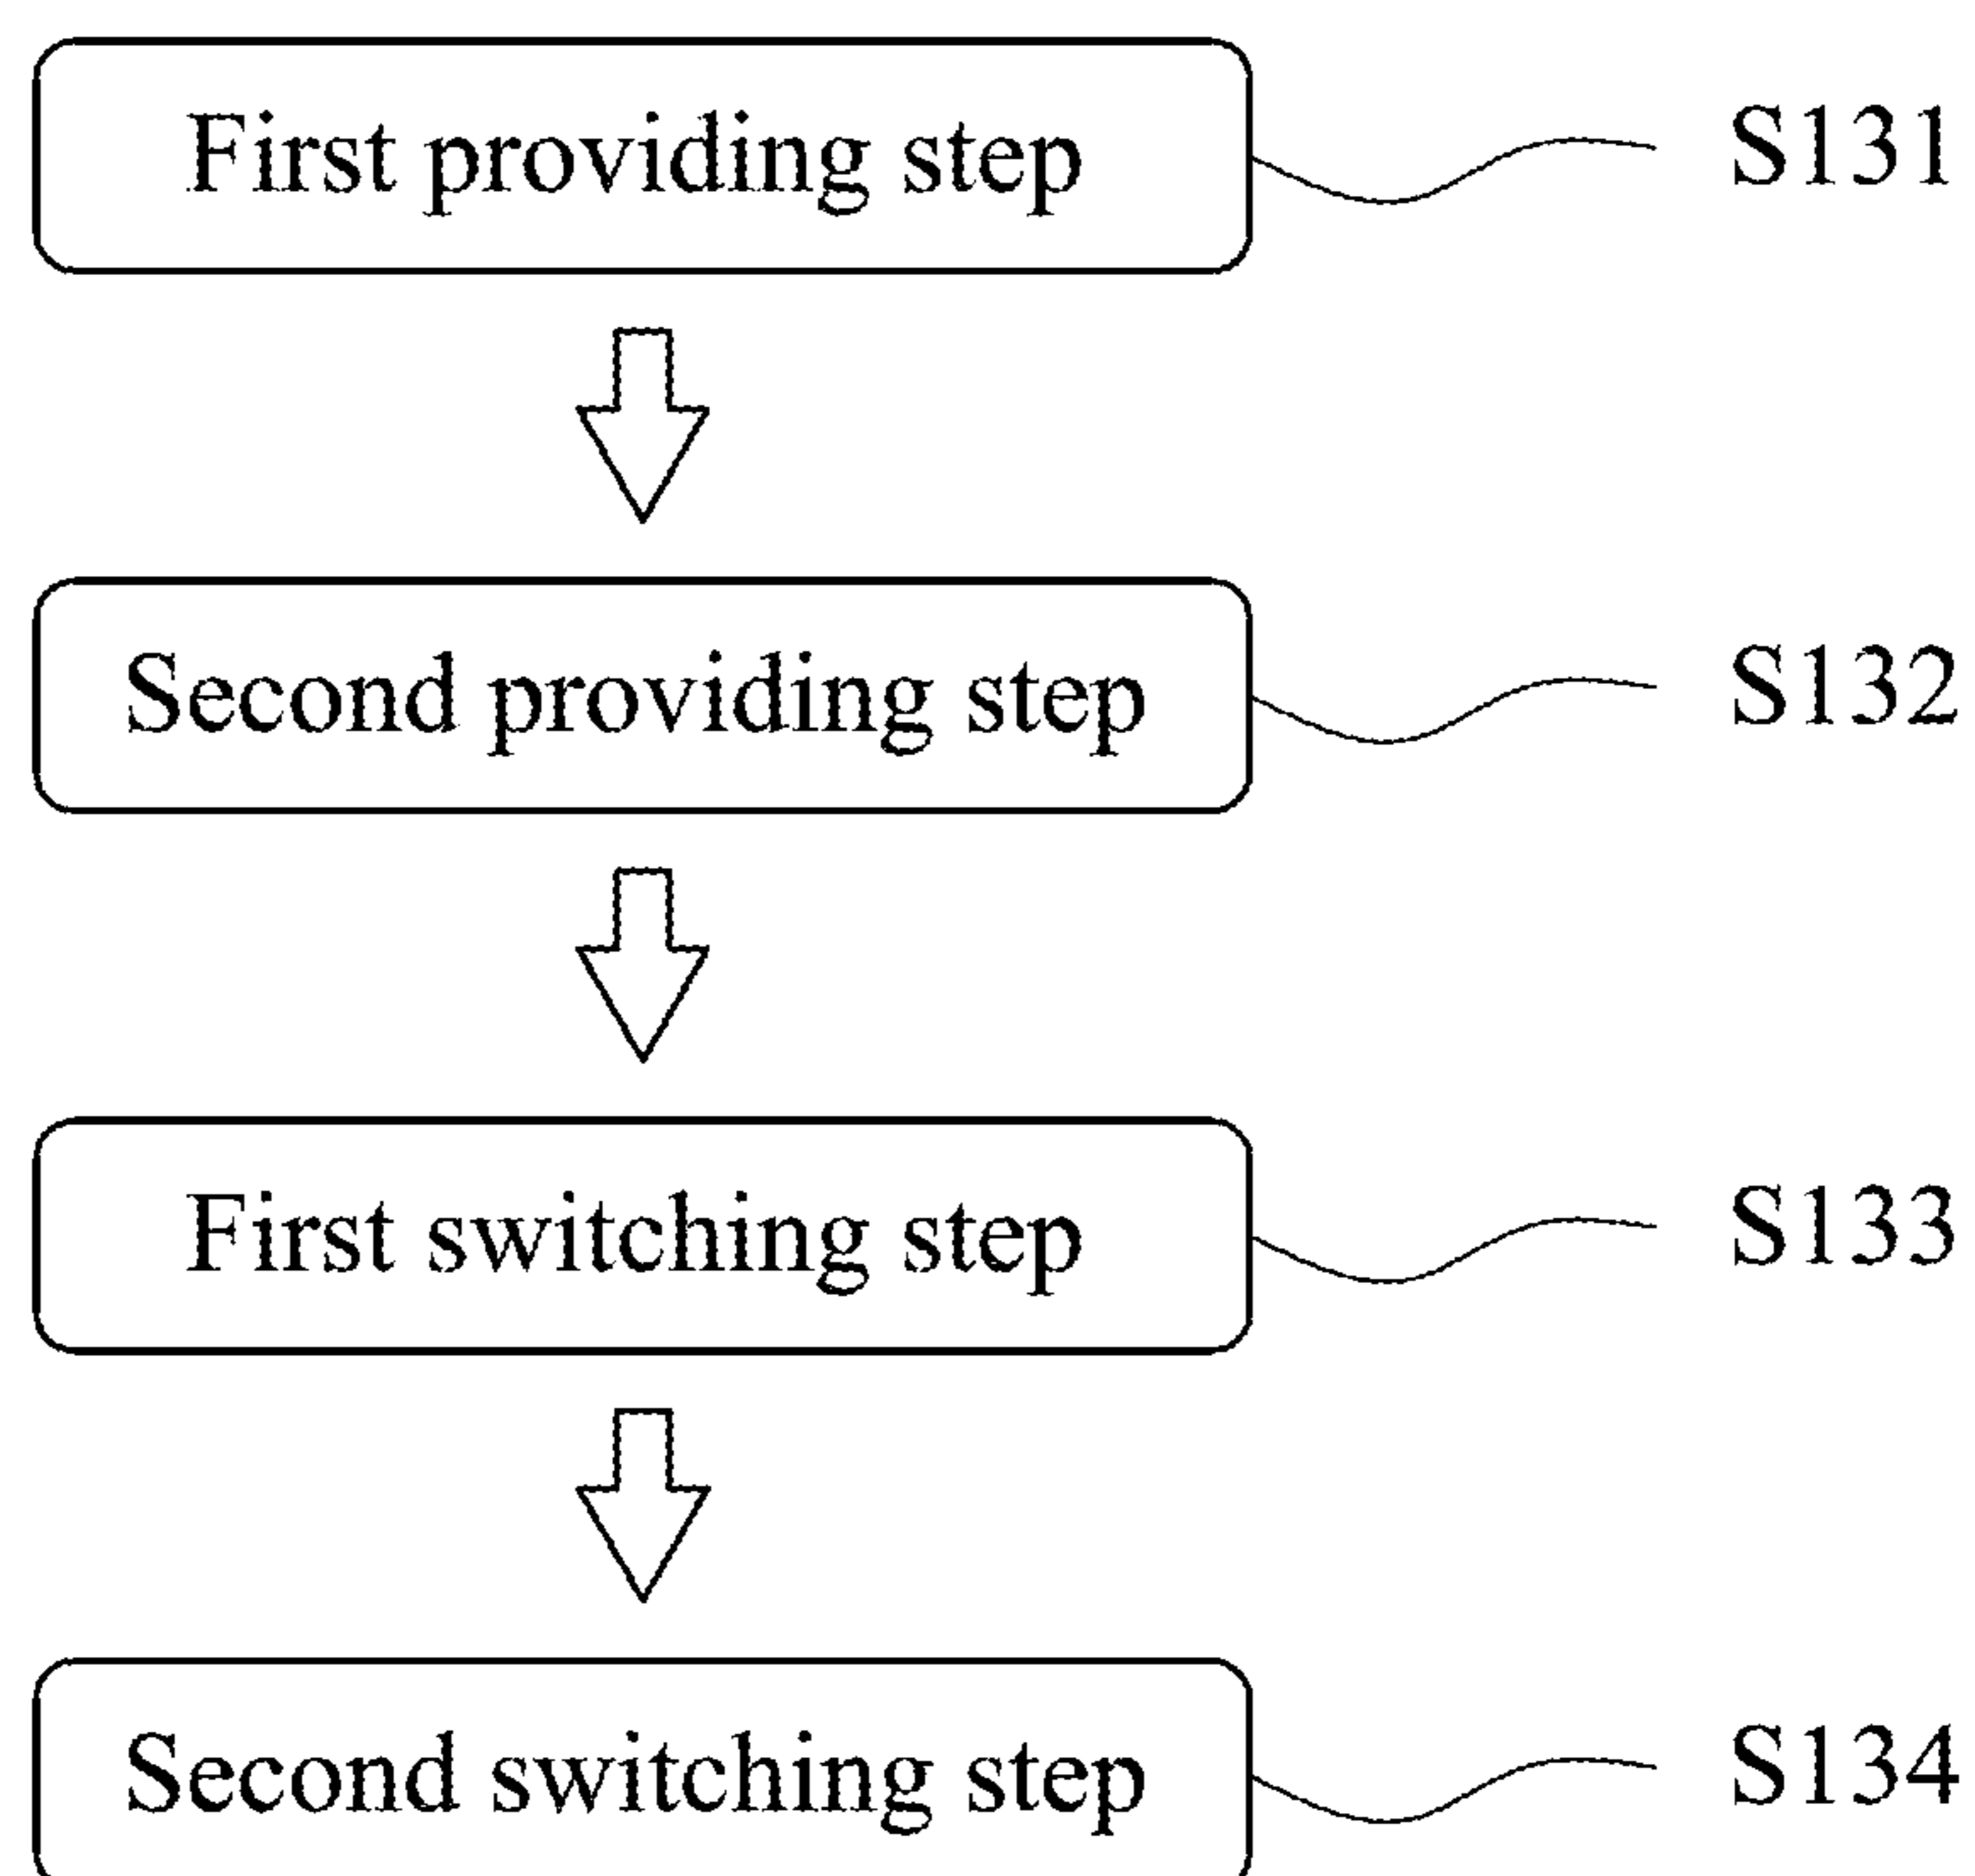 First providing step S131
Second providing step S132
First switching step S133
Second switching step S134